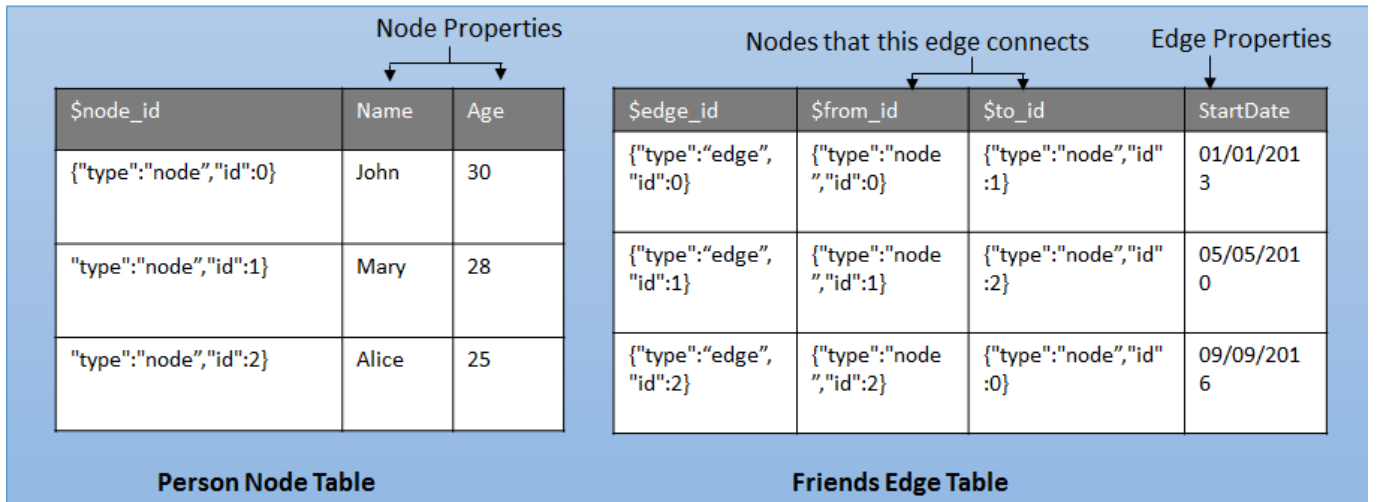 Node Properties
Nodes that this edge connects
Edge Properties
$node_id Name Age
{"type":"node”,"id":0} John 30
"type":"node”,"id":1} Mary 28
"type":"node”,"id":2} Alice 25
Person Node Table
$edge_id $from_id $to_id StartDate
{"type":“edge”, {"type":"node {"type":"node”,"id" 01/01/201
"id":0} ”,"id":0} :1} 3
{"type":“edge”, {"type":"node {"type":"node”,"id" 05/05/201
"id":1} ”,"id":1} :2} 0
{"type":“edge”, {"type":"node {"type":"node”,"id" 09/09/201
"id":2} ”,"id":2} :0} 6
Friends Edge Table